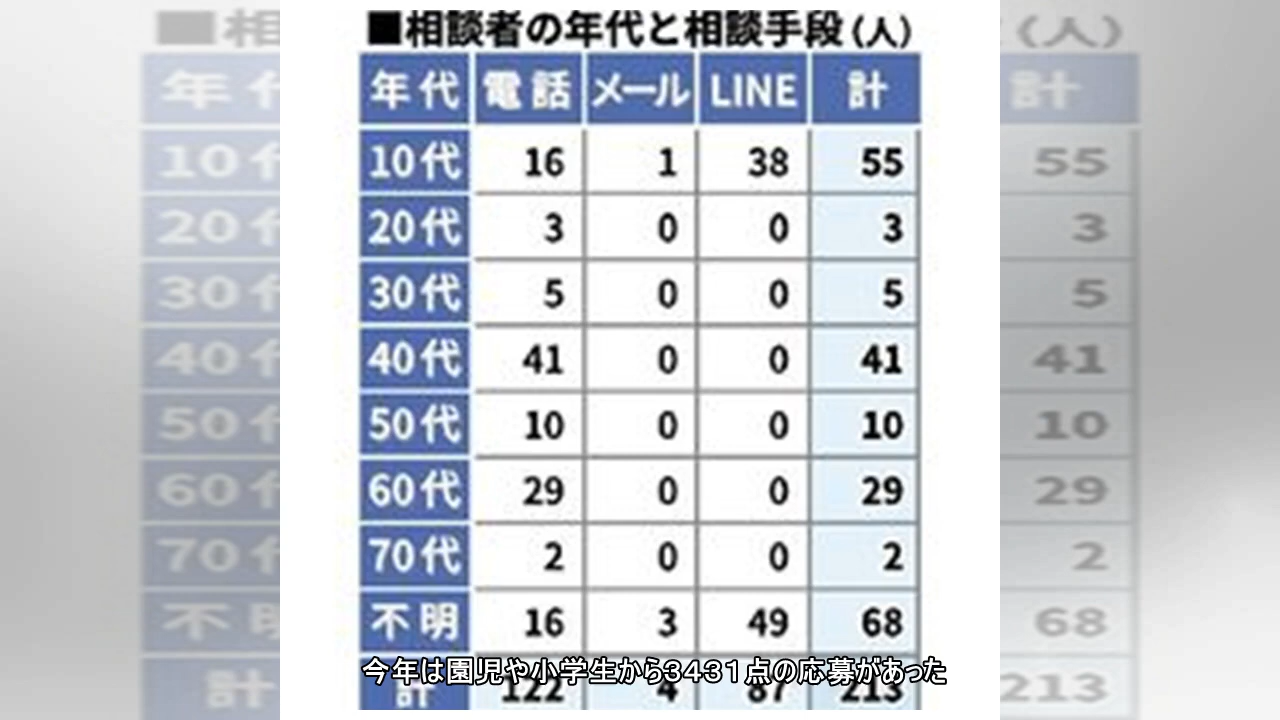 ■相談者の年代と相談手段（人）
年代 電話 メール LINE 計
10代 16 1 38 55
20代 3 0 0 3
30代 5 0 0 5
40代 41 0 0 41
50代 10 0 0 10
60代 29 0 0 29
70代 2 0 0 2
不明 16 3 49 68
計 122 4 87 213
今年は園児や小学生から３４３１点の応募があった